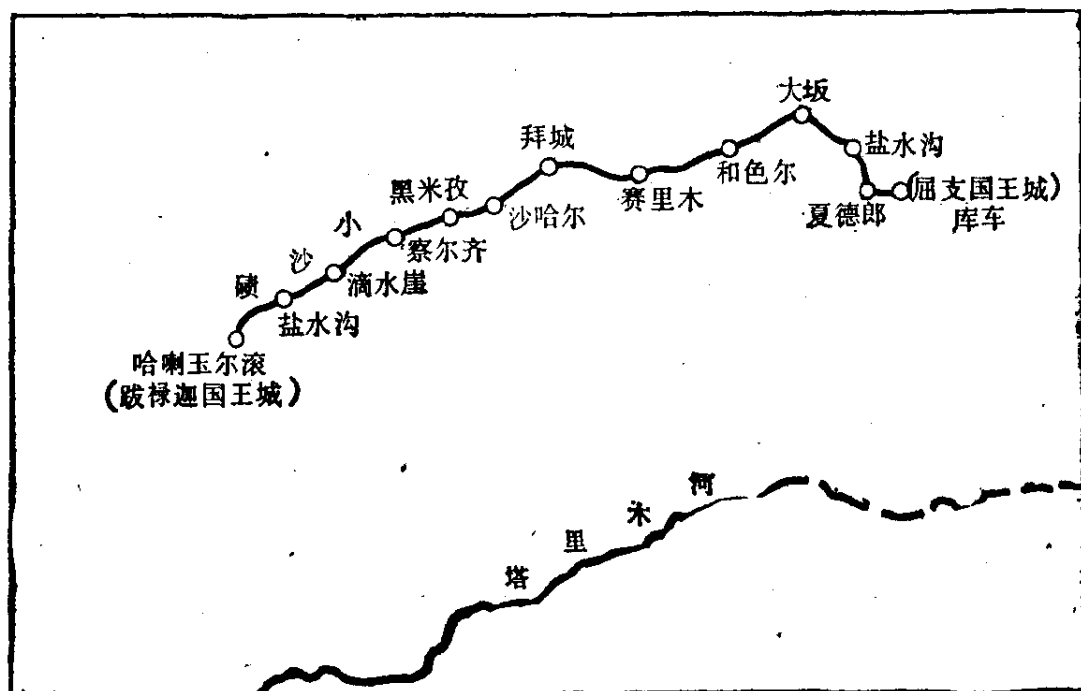 大坂
拜城
盐水沟
和色尔
黑米孜
赛里木
(屈支国王城)
沙哈尔
夏德郎
库车
小沙碛
察尔齐
滴水崖
盐水沟
哈喇玉尔滚
(跋禄迦国王城)
塔里木河